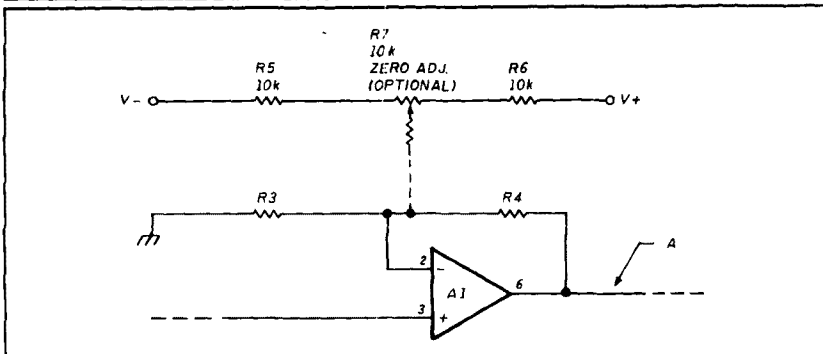 R7
10k
ZERO ADJ.
(OPTIONAL)
R5
10k
R6
10k
V-
V+
R3
R4
A
2
-
A1
6
3
+